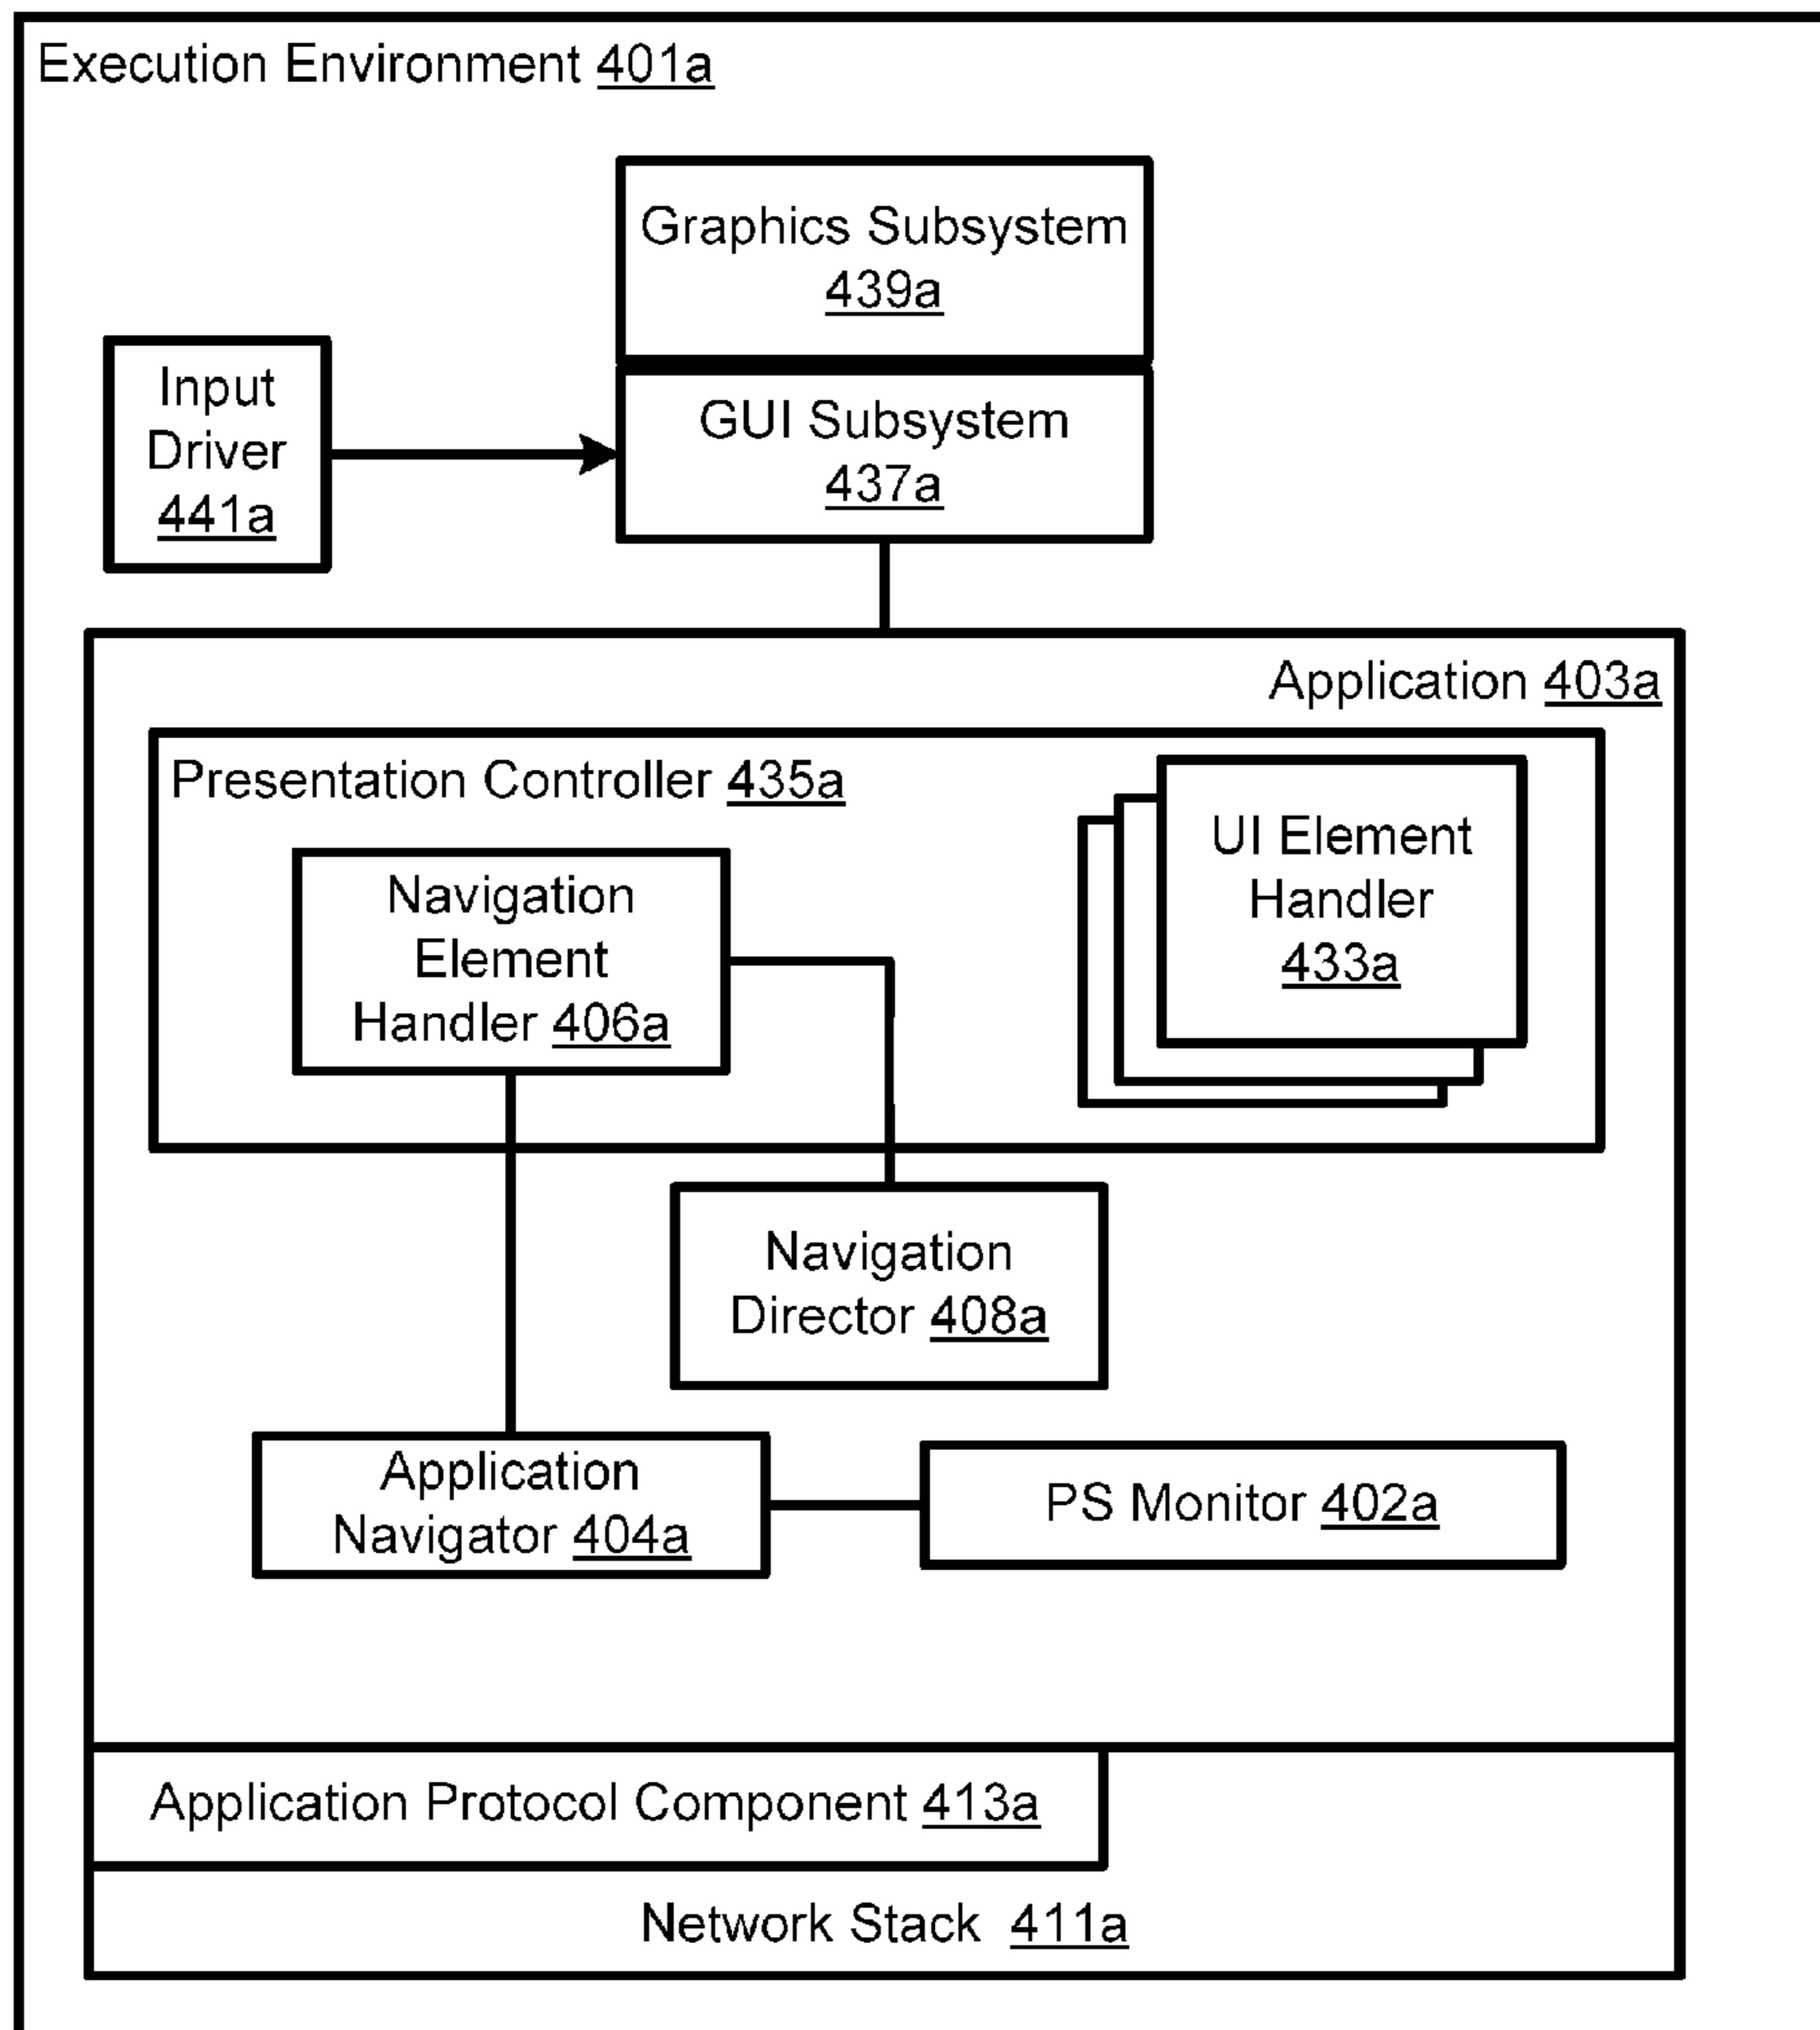 Execution Environment 401a
Graphics Subsystem
439a
Input
Driver
441a
GUI Subsystem
437a
Application 403a
Presentation Controller 435a
UI Element
Handler
433a
Navigation
Element
Handler 406a
Navigation
Director 408a
Application
Navigator 404a
PS Monitor 402a
Application Protocol Component 413a
Network Stack 411a